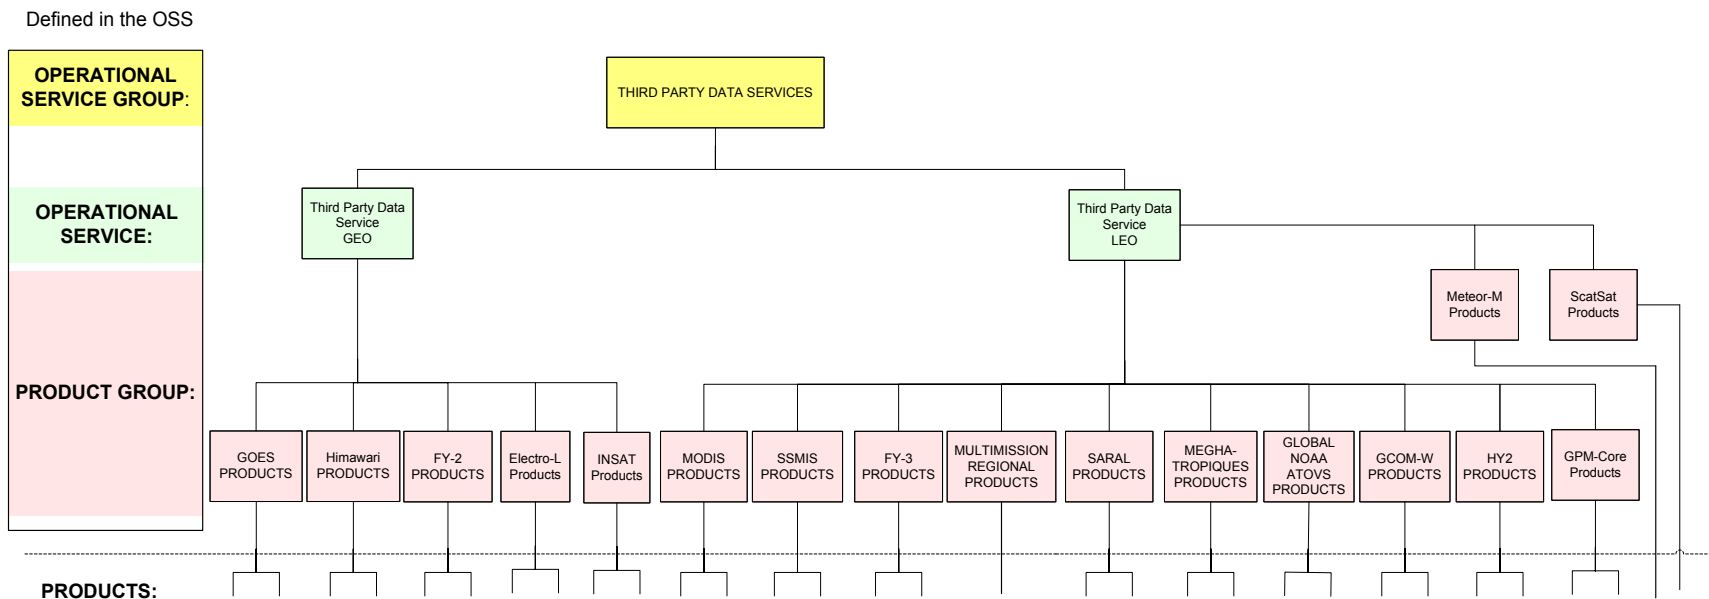 Defined in the OSS
OPERATIONAL
SERVICE GROUP:
THIRD PARTY DATA SERVICES
OPERATIONAL
SERVICE:
Third Party Data
Service
GEO
Third Party Data
Service
LEO
Meteor-M
Products
ScatSat
Products
PRODUCT GROUP:
GOES
PRODUCTS
Himawari
PRODUCTS
FY-2
PRODUCTS
Electro-L
Products
INSAT
Products
MODIS
PRODUCTS
SSMIS
PRODUCTS
FY-3
PRODUCTS
MULTIMISSION
REGIONAL
PRODUCTS
SARAL
PRODUCTS
MEGHA-
TROPIQUES
PRODUCTS
GLOBAL
NOAA
ATOVS
PRODUCTS
GCOM-W
PRODUCTS
HY2
PRODUCTS
GPM-Core
Products
PRODUCTS: